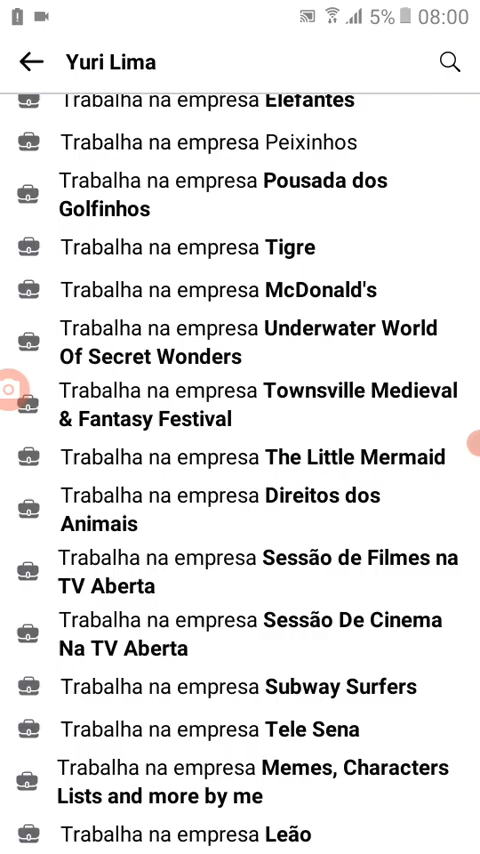 5% 08:00
Yuri Lima
Trabalha na empresa Elefantes
Trabalha na empresa Peixinhos
Trabalha na empresa Pousada dos
Golfinhos
Trabalha na empresa Tigre
Trabalha na empresa McDonald's
Trabalha na empresa Underwater World
Of Secret Wonders
Trabalha na empresa Townsville Medieval
& Fantasy Festival
Trabalha na empresa The Little Mermaid
Trabalha na empresa Direitos dos
Animais
Trabalha na empresa Sessão de Filmes na
TV Aberta
Trabalha na empresa Sessão De Cinema
Na TV Aberta
Trabalha na empresa Subway Surfers
Trabalha na empresa Tele Sena
Trabalha na empresa Memes, Characters
Lists and more by me
Trabalha na empresa Leão